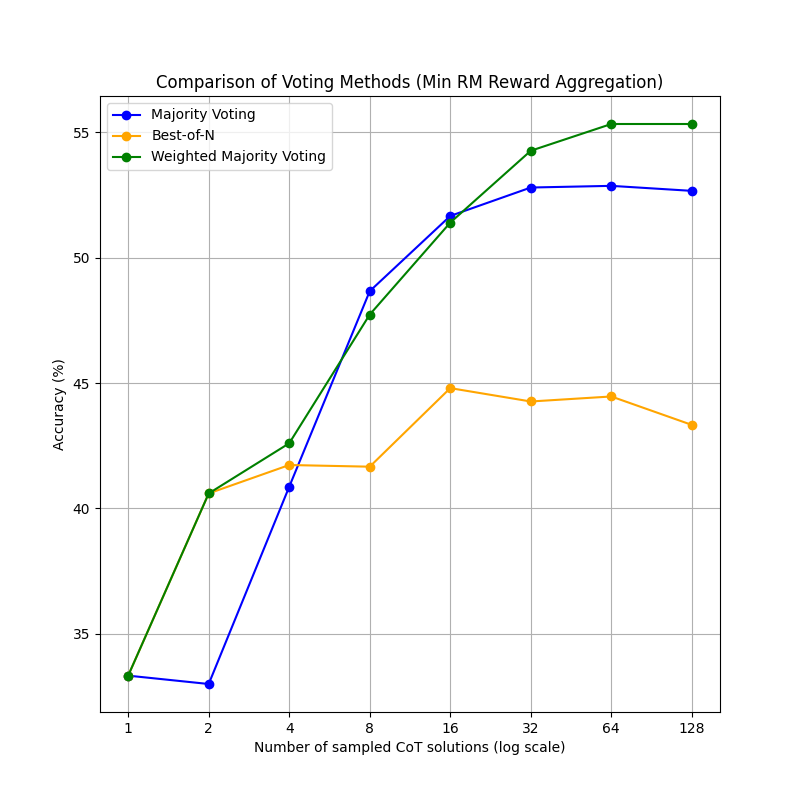 Comparison of Voting Methods (Min RM Reward Aggregation)
Majority Voting
Best-of-N
Weighted Majority Voting
55
50
45
40
35
Accuracy (%)
1 2 4 8 16 32 64 128
Number of sampled CoT solutions (log scale)